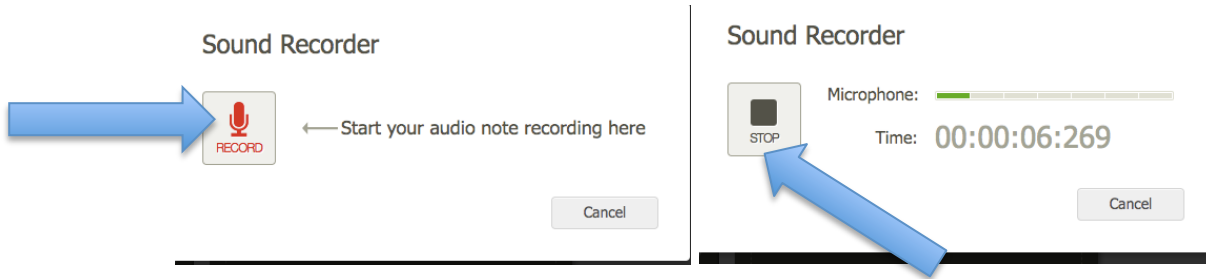 Sound Recorder
RECORD
Start your audio note recording here
Cancel
Sound Recorder
Microphone:
STOP
Time: 00:00:06:269
Cancel